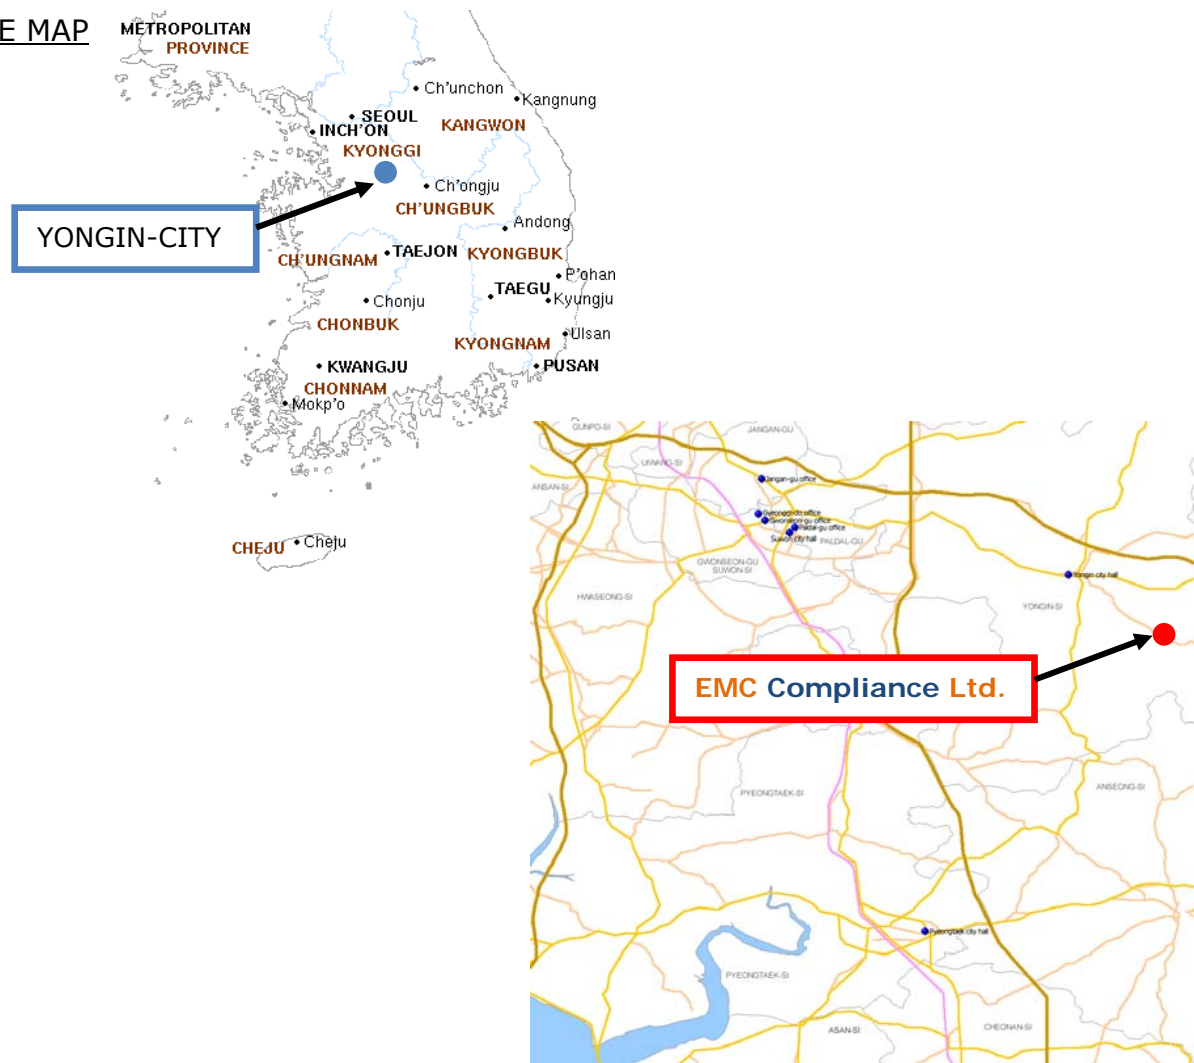 E MAP
METROPOLITAN
PROVINCE
Ch'unchon
Kangnung
SEOUL
INCH'ON
KANGWON
KYONGGI
Ch'ongju
CH'UNGBUK
YONGIN-CITY
Andong
CH'UNGNAM
TAEJON
KYONGBUK
P'ohan
TAEGU
Chonju
Kyungju
CHONBUK
Ulsan
KYONGNAM
KWANGJU
PUSAN
CHONNAM
Mokp'o
CHEJU
Cheju
GUNPO-SI
JANGAN-GU
UIWANG-SI
ANSAN-SI
Jangan-gu office
Gyeonggi-do office
Gwonseon-gu office
Paldal-gu office
Suwon city hall
PALDAL-GU
GWONSEON-GU
SUWON-SI
Yongin city hall
HWASEONG-SI
YONGIN-SI
EMC Compliance Ltd.
PYEONGTAEK-SI
ANSEONG-SI
Pyeongtaek city hall
PYEONGTAEK-SI
ASAN-SI
CHEONAN-SI